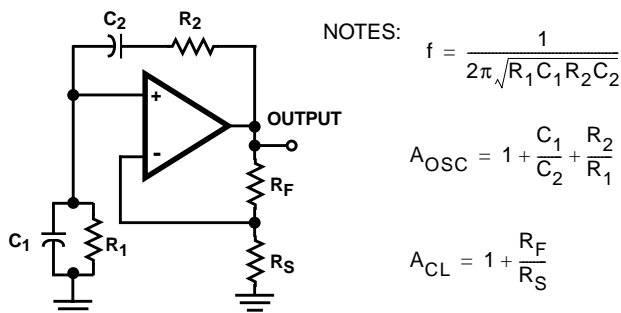 C2
R2
NOTES:
f = 1 / 2π√R1C1R2C2
+
OUTPUT
-
AOSC = 1 + C1/C2 + R2/R1
RF
C1
R1
RS
ACL = 1 + RF/RS